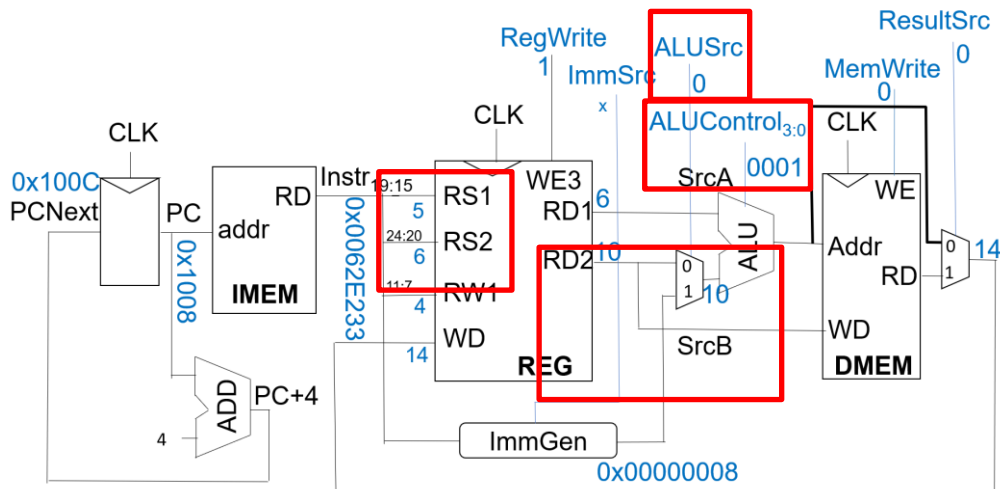 ResultSrc
0
RegWrite
1
ALUSrc
0
ImmSrc
x
MemWrite
0
CLK
CLK
ALUControl3:0
0001
CLK
0x100C
PCNext
PC
0x1008
addr
RD
IMEM
Instr
0x0062E233
19:15
5
RS1
24:20
6
RS2
11:7
4
RW1
14
WD
WE3
RD1
6
RD2
10
REG
SrcA
0
1
10
SrcB
ALU
WE
Addr
RD
WD
DMEM
0
1
14
ADD
PC+4
4
ImmGen
0x00000008